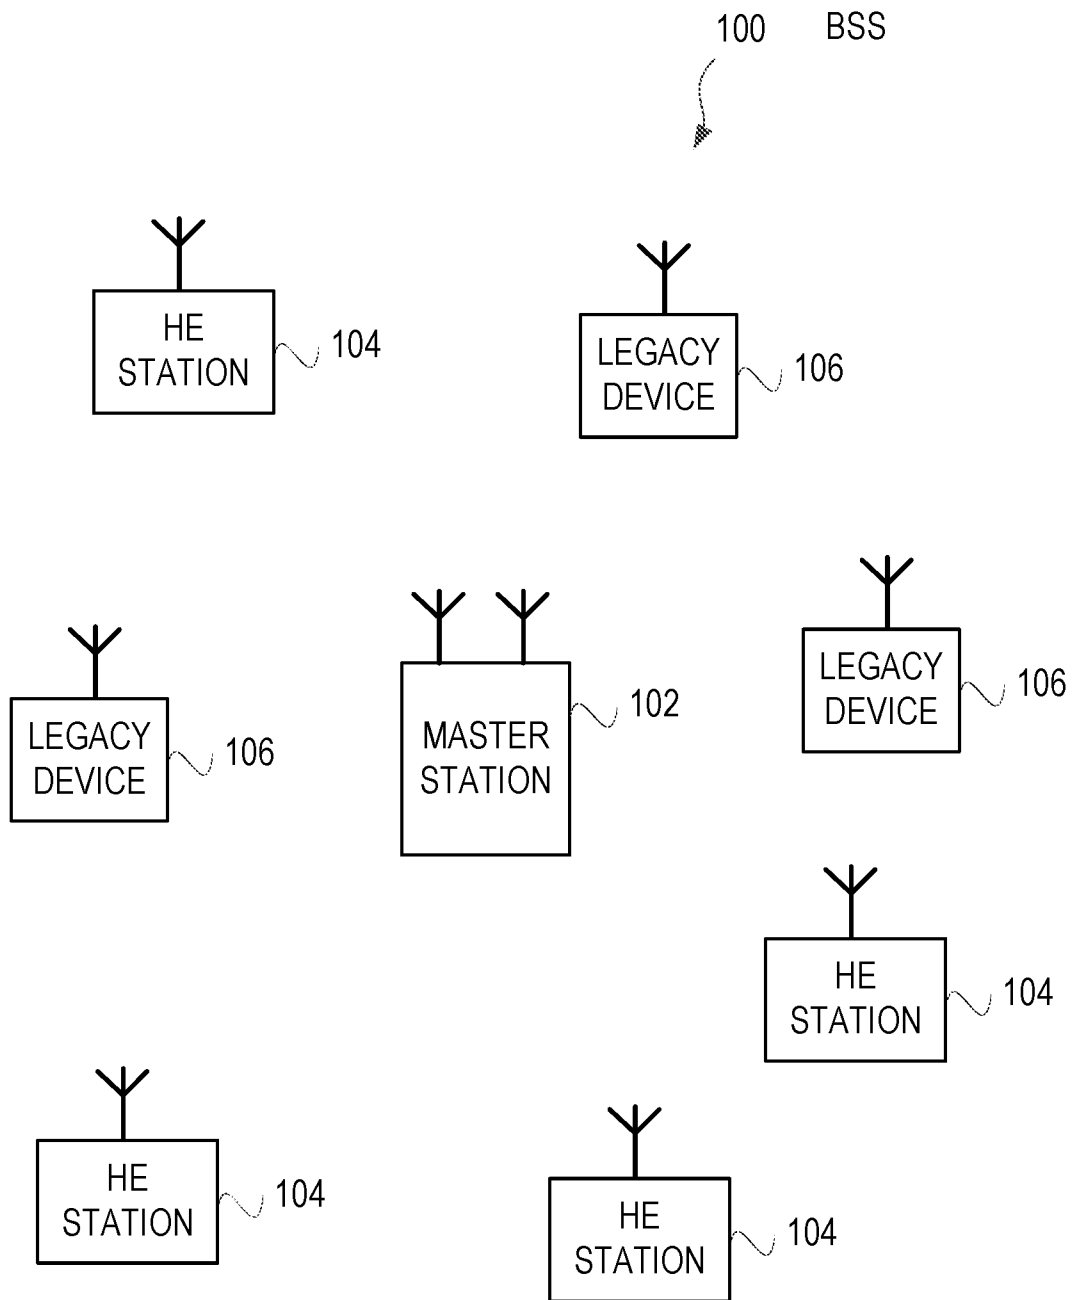 100 BSS
HE
STATION
104
LEGACY
DEVICE
106
LEGACY
DEVICE
106
MASTER
STATION
102
LEGACY
DEVICE
106
HE
STATION
104
HE
STATION
104
HE
STATION
104